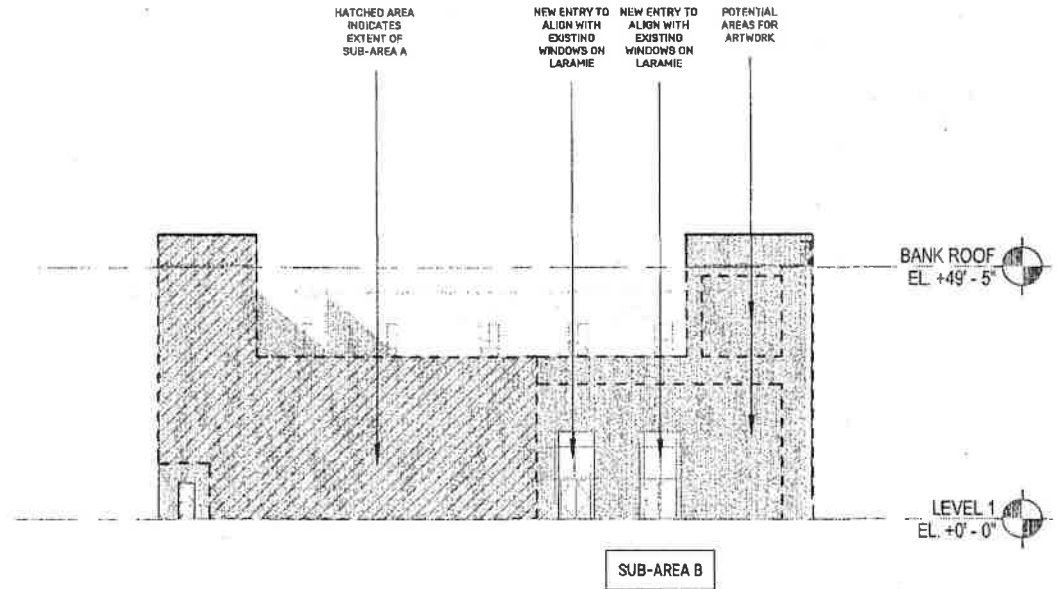 HATCHED AREA
INDICATES
EXTENT OF
SUB-AREA A
NEW ENTRY TO
ALIGN WITH
EXISTING
WINDOWS ON
LARAMIE
NEW ENTRY TO
ALIGN WITH
EXISTING
WINDOWS ON
LARAMIE
POTENTIAL
AREAS FOR
ARTWORK
BANK ROOF
EL. +49' - 5"
LEVEL 1
EL. +0' - 0"
SUB-AREA B